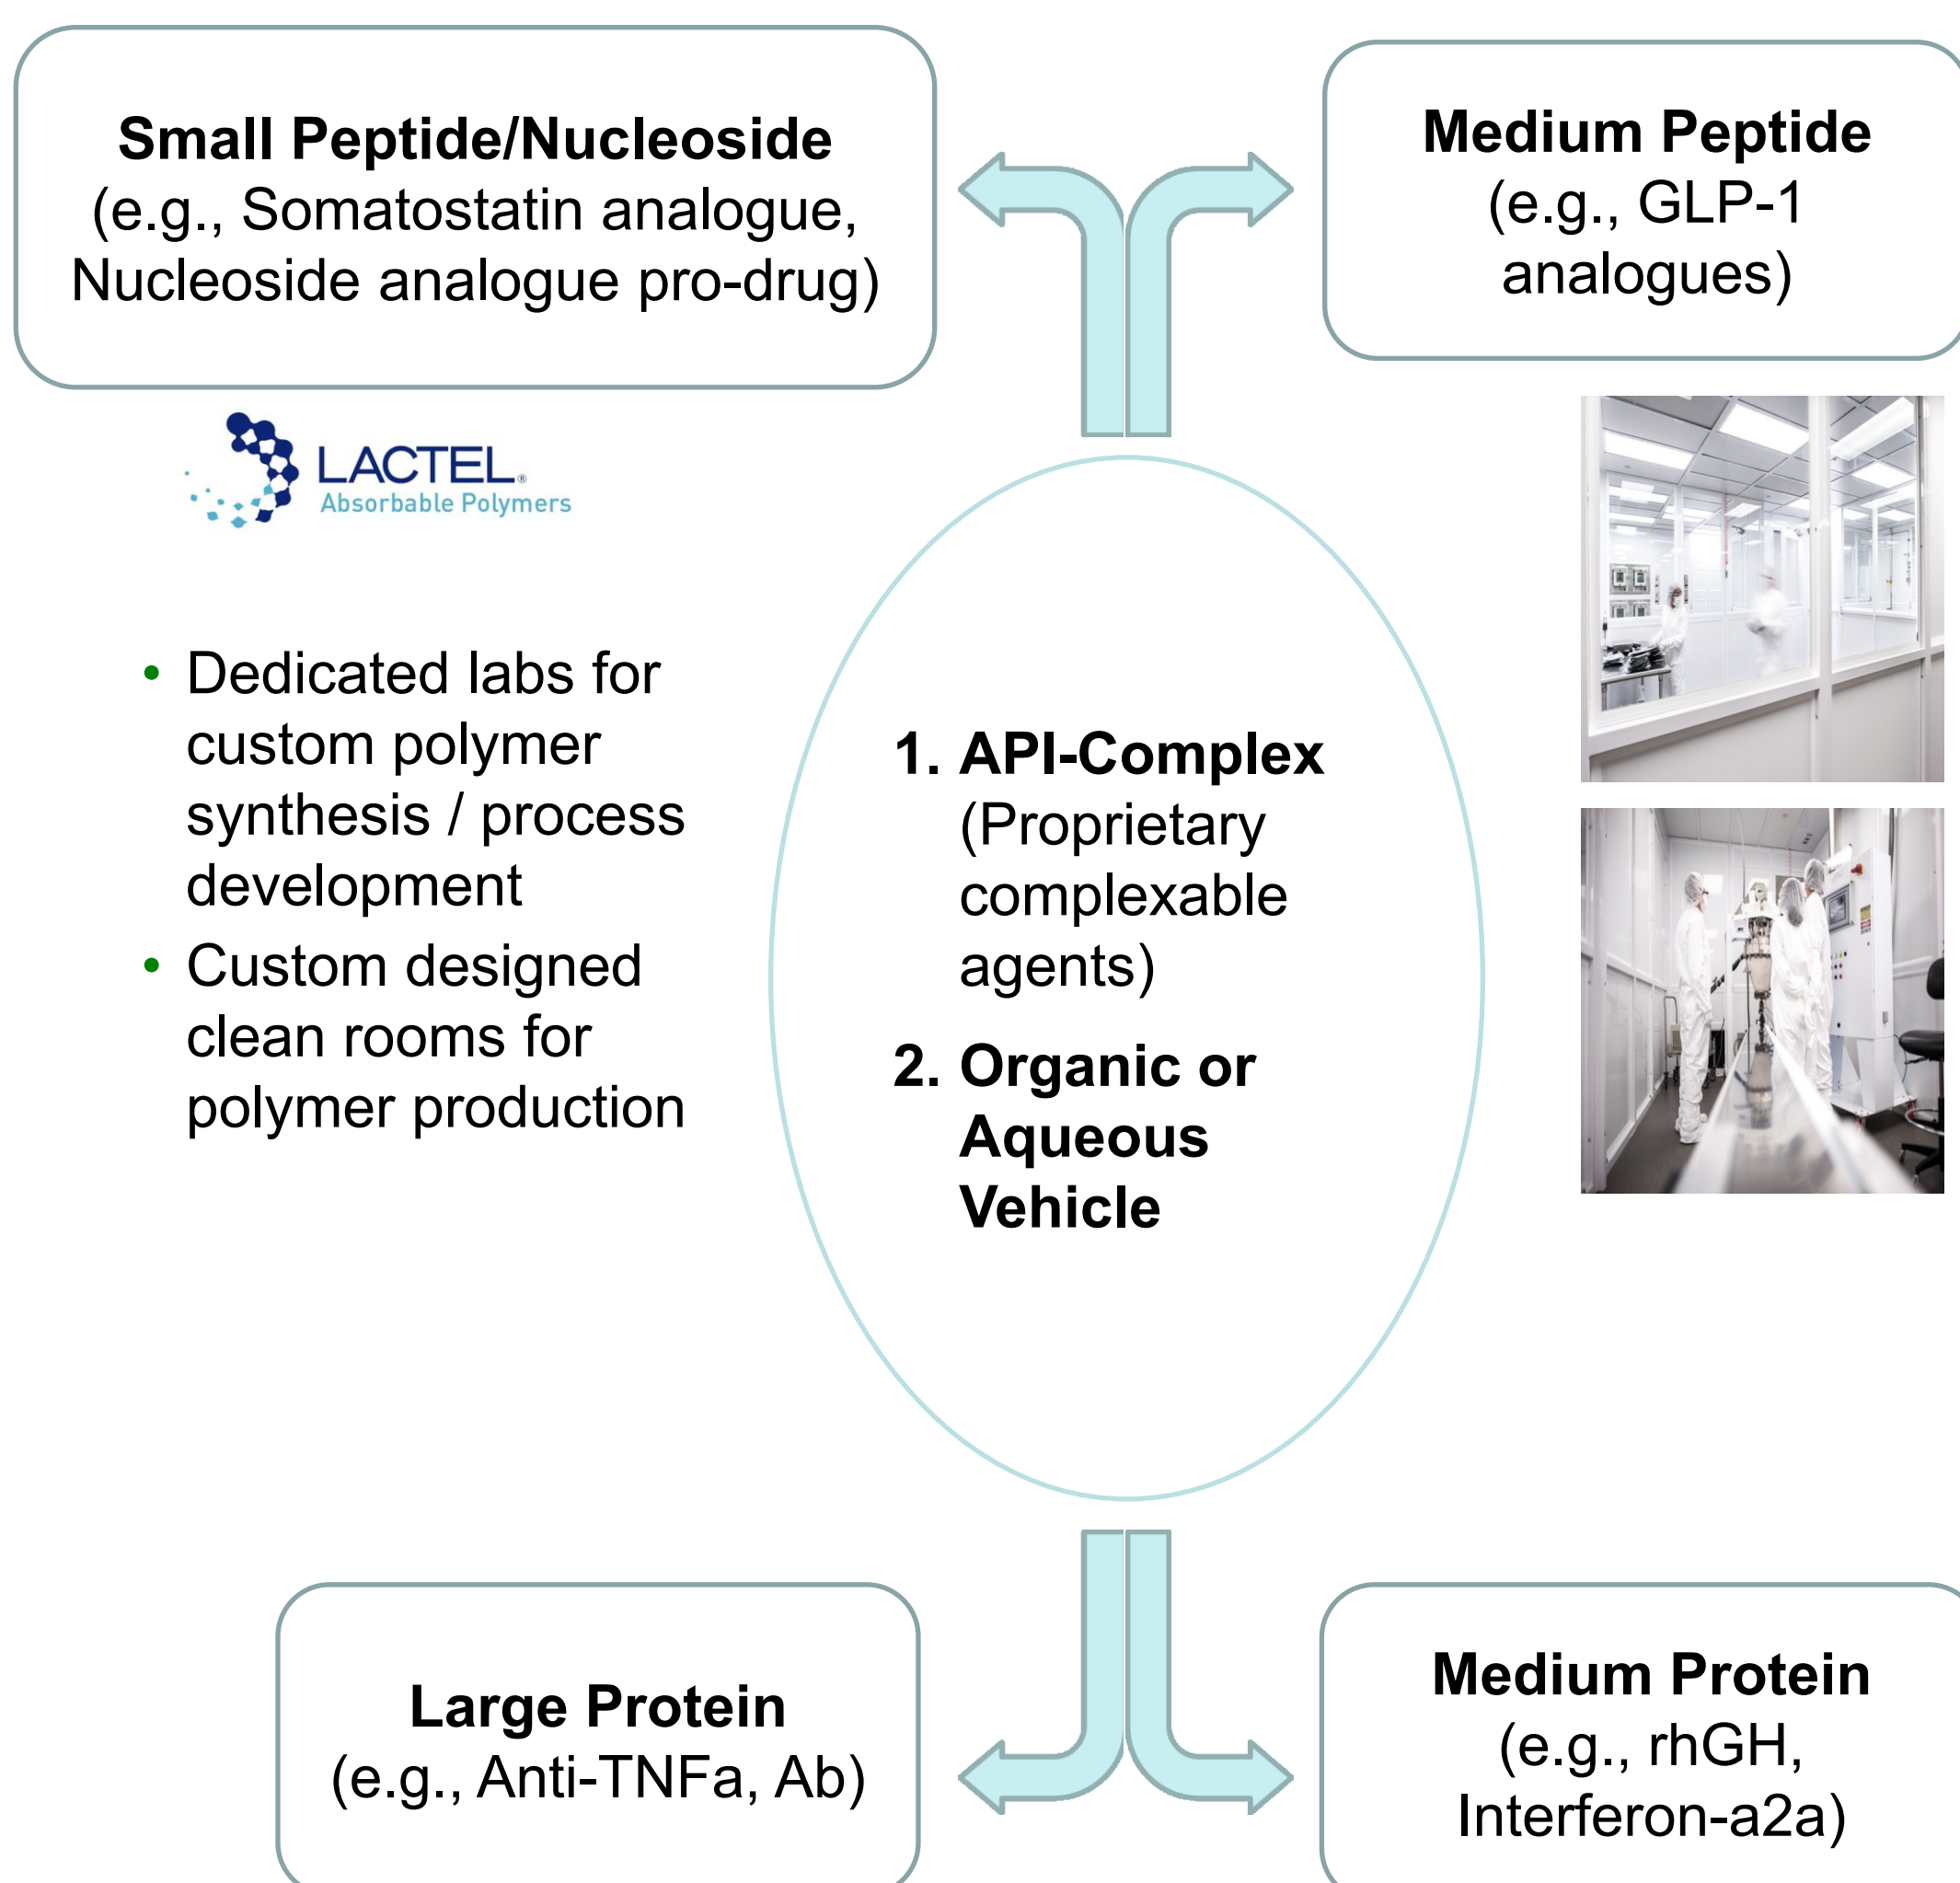 Small Peptide/Nucleoside
(e.g., Somatostatin analogue,
Nucleoside analogue pro-drug)
Medium Peptide
(e.g., GLP-1
analogues)
LACTEL®
Absorbable Polymers
• Dedicated labs for
custom polymer
synthesis / process
development
• Custom designed
clean rooms for
polymer production
1. API-Complex
(Proprietary
complexable
agents)
2. Organic or
Aqueous
Vehicle
Large Protein
(e.g., Anti-TNFa, Ab)
Medium Protein
(e.g., rhGH,
Interferon-a2a)